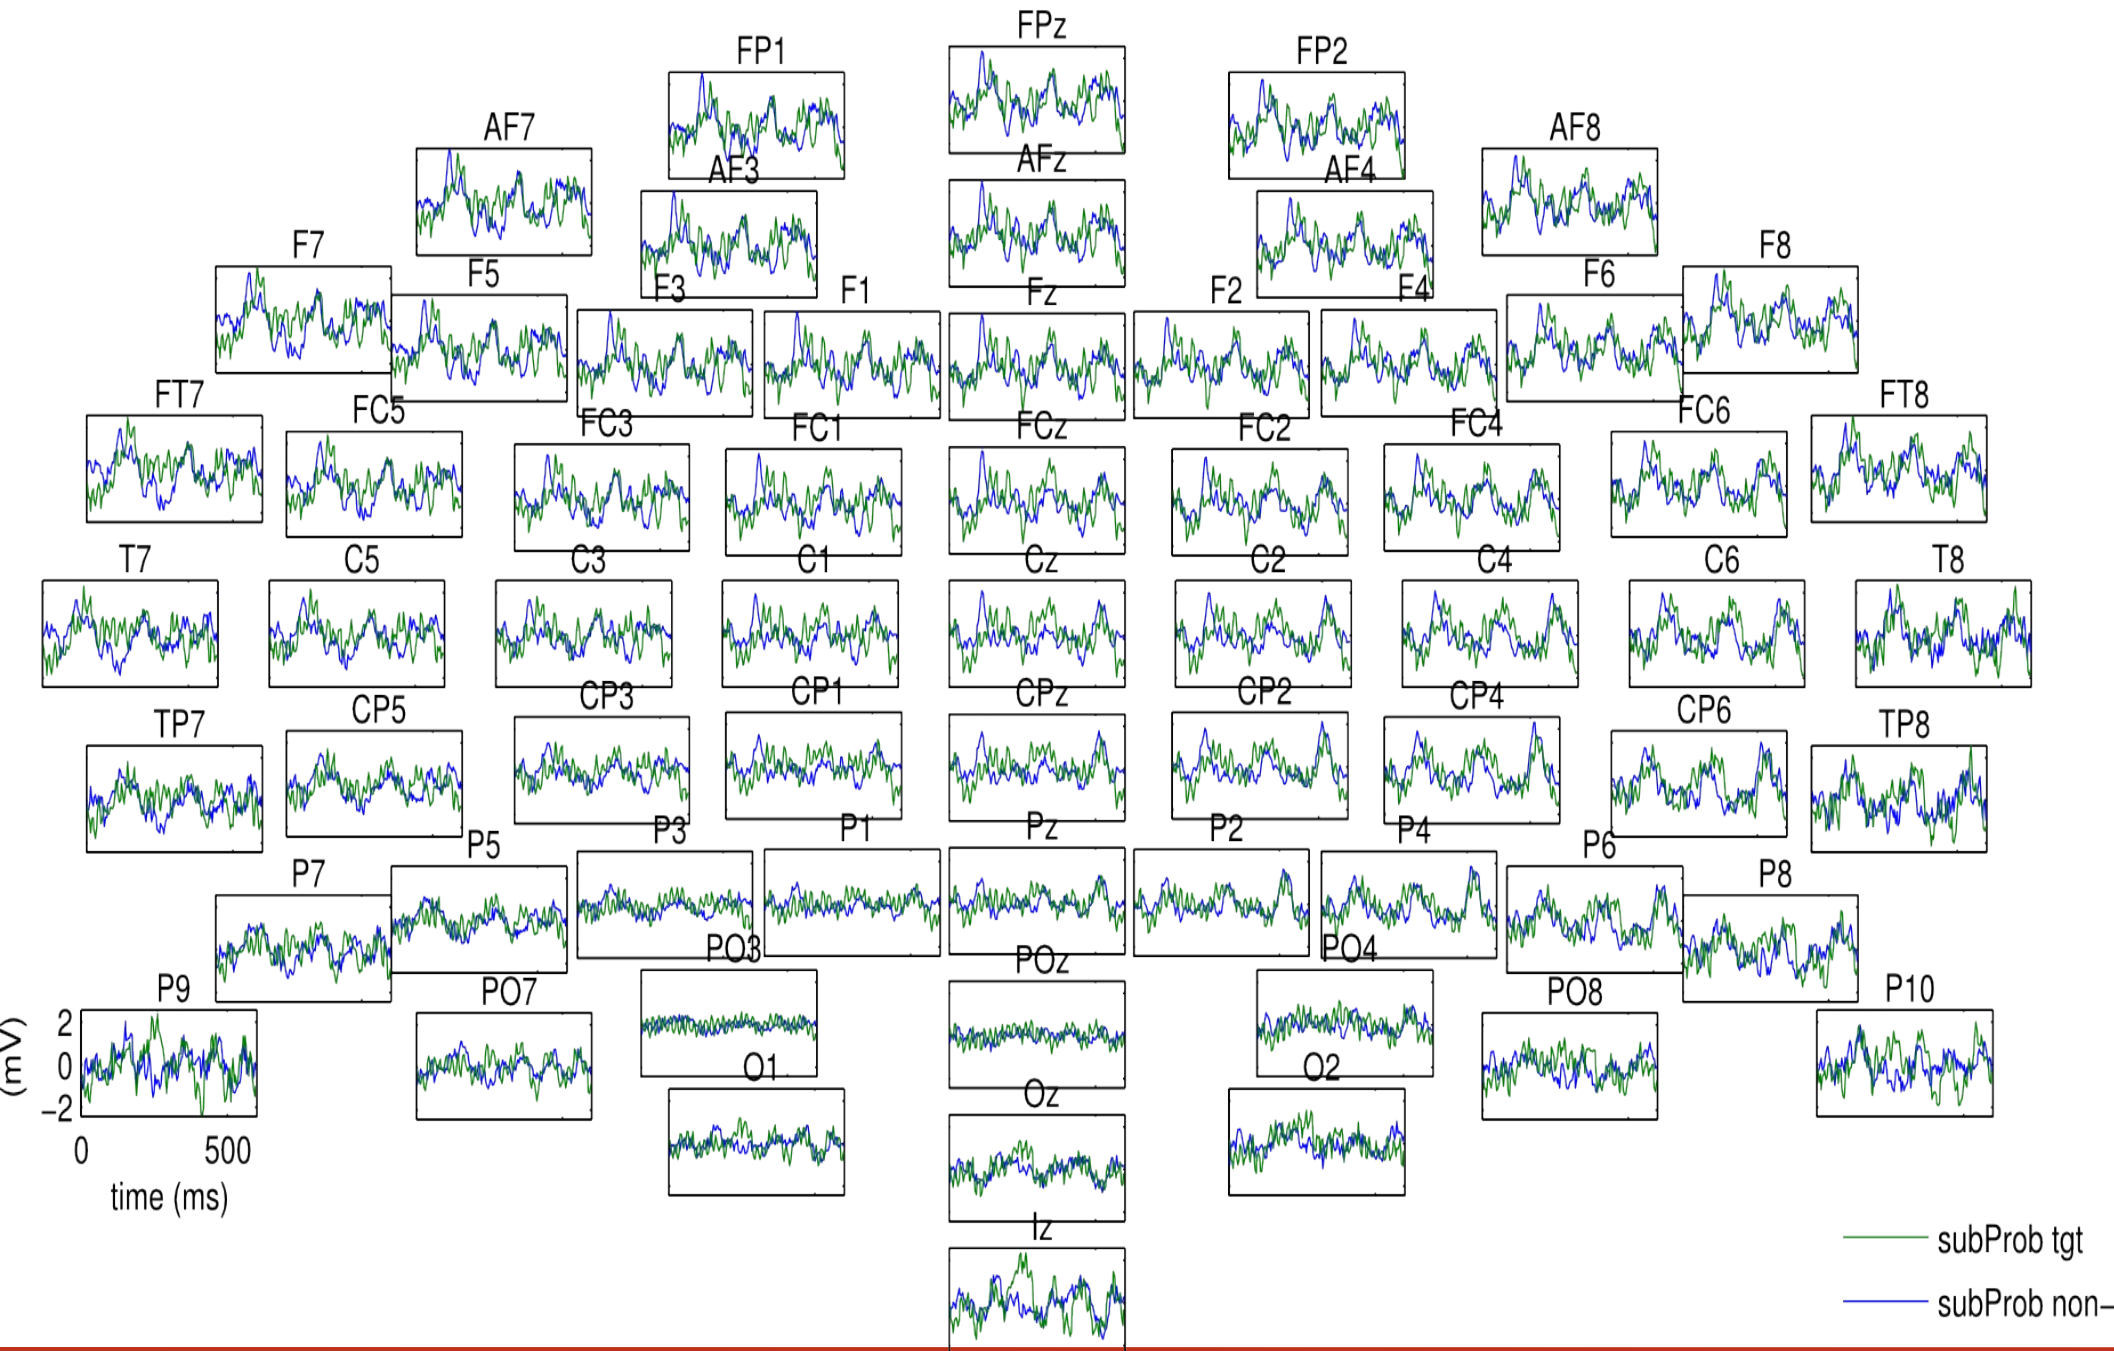 FPz
FP1
FP2
AF7
AF8
AF3
AFz
AF4
F7
F5
F3
F1
Fz
F2
F4
F6
F8
FT7
FC5
FC3
FC1
FCz
FC2
FC4
FC6
FT8
T7
C5
C3
C1
Cz
C2
C4
C6
T8
TP7
CP5
CP3
CP1
CPz
CP2
CP4
CP6
TP8
P7
P5
P3
P1
Pz
P2
P4
P6
P8
P9
PO7
PO3
POz
PO4
PO8
P10
(mV)
2
0
−2
0 500
time (ms)
O1
Oz
O2
Iz
subProb tgt
subProb non−